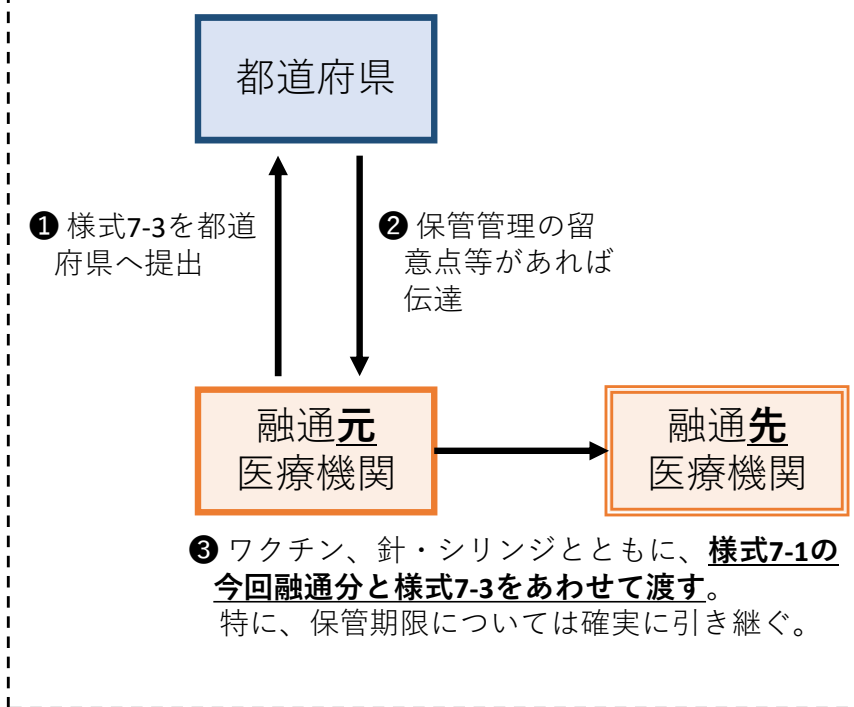 都道府県
❶ 様式7-3を都道
府県へ提出
❷ 保管管理の留
意点等があれば
伝達
融通元
医療機関
融通先
医療機関
❸ ワクチン、針・シリンジとともに、様式7-1の
今回融通分と様式7-3をあわせて渡す。
特に、保管期限については確実に引き継ぐ。